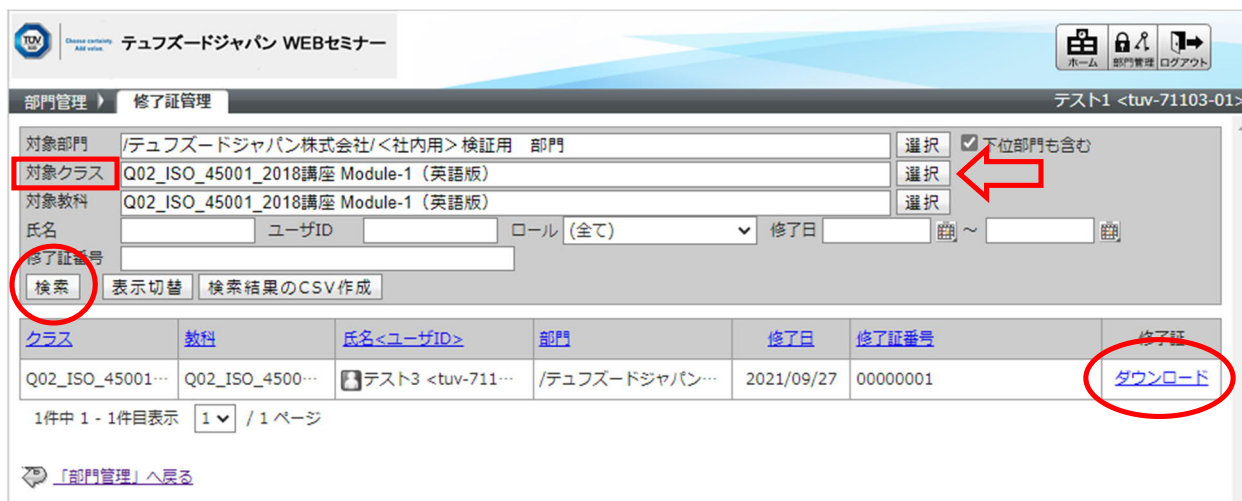 TÜV
SÜD
Choose certainty.
Add value.
テュフズードジャパン WEBセミナー
ホーム 部門管理 ログアウト
部門管理 修了証管理 テスト1 <tuv-71103-01>
対象部門 /テュフズードジャパン株式会社/<社内用>検証用 部門 選択 下位部門も含む
対象クラス Q02_ISO_45001_2018講座 Module-1（英語版） 選択
対象教科 Q02_ISO_45001_2018講座 Module-1（英語版） 選択
氏名 ユーザID ロール (全て) 修了日 ～
修了証番号
検索 表示切替 検索結果のCSV作成
クラス 教科 氏名<ユーザID> 部門 修了日 修了証番号 修了証
Q02_ISO_45001… Q02_ISO_4500… テスト3 <tuv-711… /テュフズードジャパン… 2021/09/27 00000001 ダウンロード
1件中 1 - 1件目表示 1 / 1 ページ
「部門管理」へ戻る